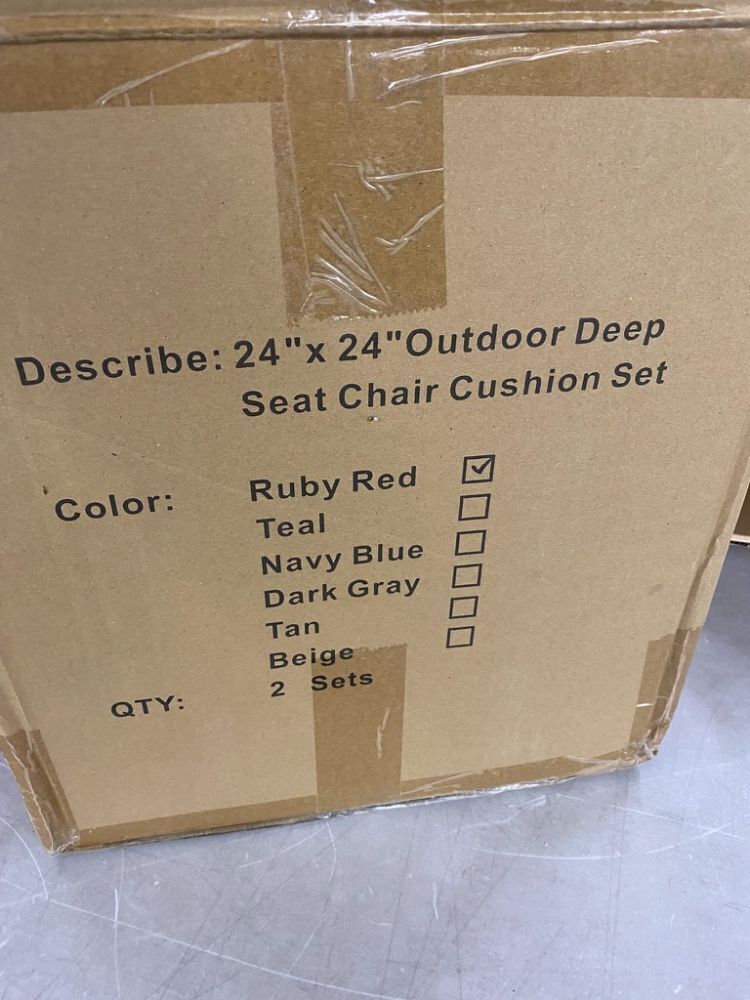 Describe: 24"x 24"Outdoor Deep
Seat Chair Cushion Set
Color: Ruby Red ☑
Teal ☐
Navy Blue ☐
Dark Gray ☐
Tan ☐
Beige ☐
QTY: 2 Sets